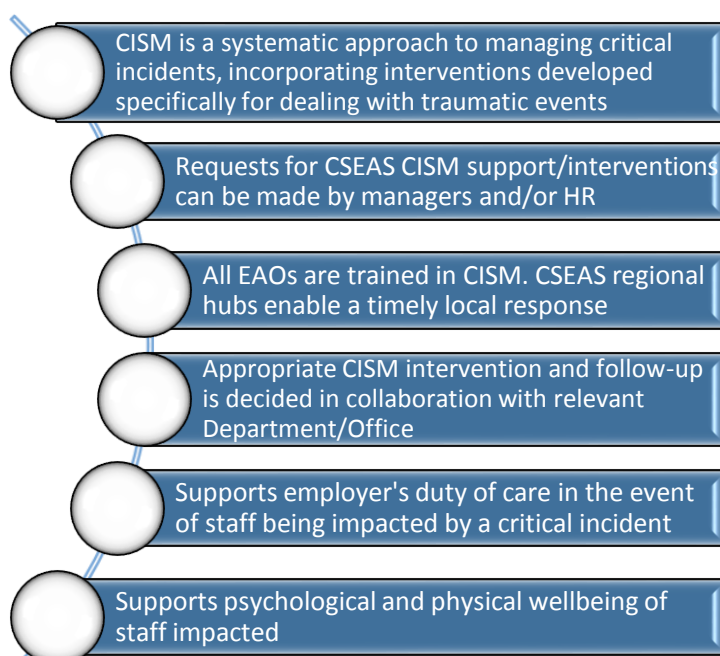 CISM is a systematic approach to managing critical
incidents, incorporating interventions developed
specifically for dealing with traumatic events
Requests for CSEAS CISM support/interventions
can be made by managers and/or HR
All EAOs are trained in CISM. CSEAS regional
hubs enable a timely local response
Appropriate CISM intervention and follow-up
is decided in collaboration with relevant
Department/Office
Supports employer's duty of care in the event
of staff being impacted by a critical incident
Supports psychological and physical wellbeing of
staff impacted